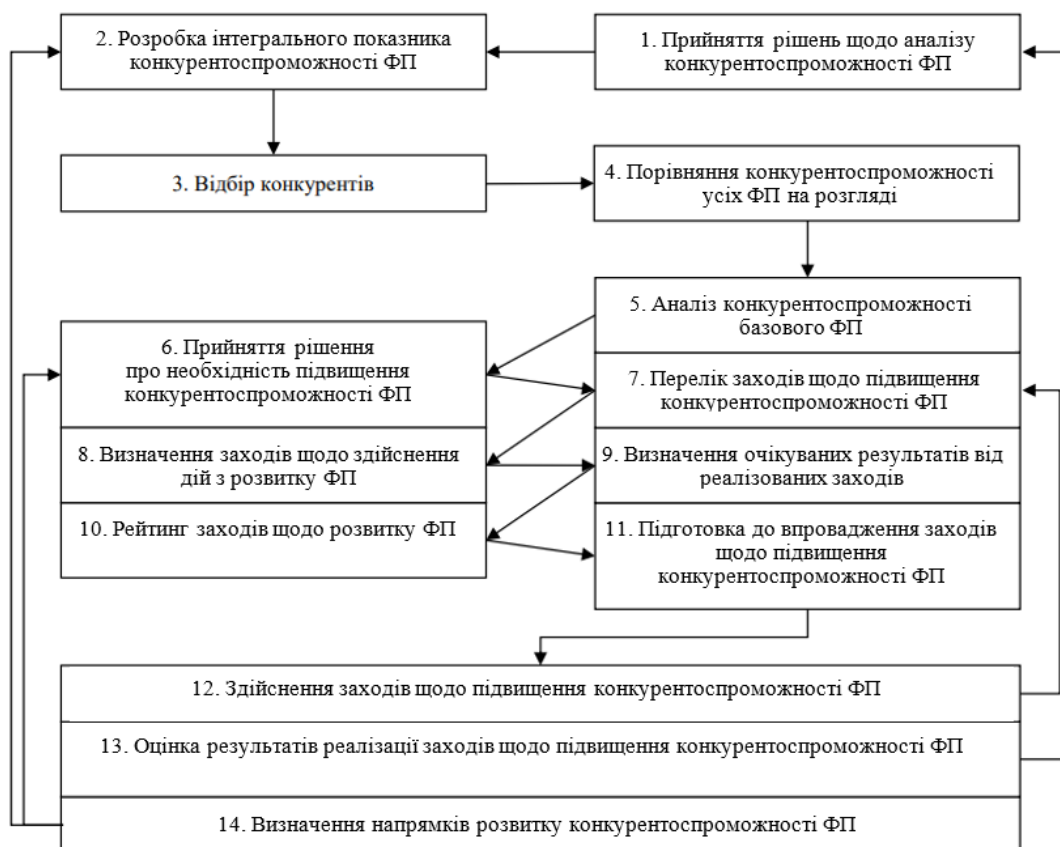 2. Розробка інтегрального показника
конкурентоспроможності ФП
1. Прийняття рішень щодо аналізу
конкурентоспроможності ФП
3. Відбір конкурентів
4. Порівняння конкурентоспроможності
усіх ФП на розгляді
5. Аналіз конкурентоспроможності
базового ФП
6. Прийняття рішення
про необхідність підвищення
конкурентоспроможності ФП
7. Перелік заходів щодо підвищення
конкурентоспроможності ФП
8. Визначення заходів щодо здійснення
дій з розвитку ФП
9. Визначення очікуваних результатів від
реалізованих заходів
10. Рейтинг заходів щодо розвитку ФП
11. Підготовка до впровадження заходів
щодо підвищення
конкурентоспроможності ФП
12. Здійснення заходів щодо підвищення конкурентоспроможності ФП
13. Оцінка результатів реалізації заходів щодо підвищення конкурентоспроможності ФП
14. Визначення напрямків розвитку конкурентоспроможності ФП